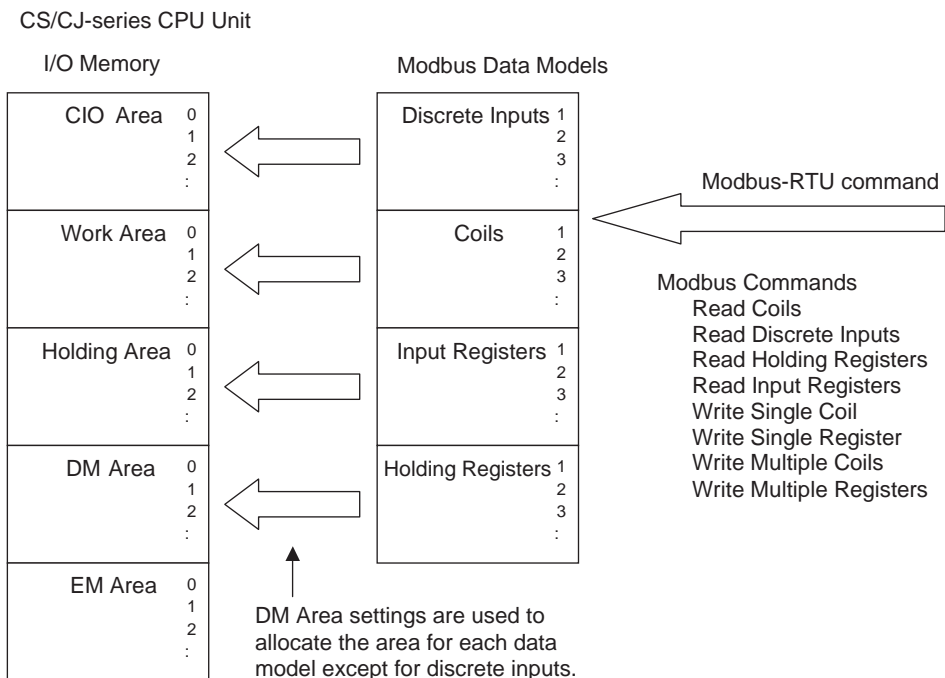 CS/CJ-series CPU Unit
I/O Memory
Modbus Data Models
CIO Area 0
1
2
:
Discrete Inputs 1
2
3
:
Modbus-RTU command
Work Area 0
1
2
:
Coils 1
2
3
:
Modbus Commands
Read Coils
Read Discrete Inputs
Read Holding Registers
Read Input Registers
Write Single Coil
Write Single Register
Write Multiple Coils
Write Multiple Registers
Holding Area 0
1
2
:
Input Registers 1
2
3
:
DM Area 0
1
2
:
Holding Registers 1
2
3
:
EM Area 0
1
2
:
DM Area settings are used to
allocate the area for each data
model except for discrete inputs.